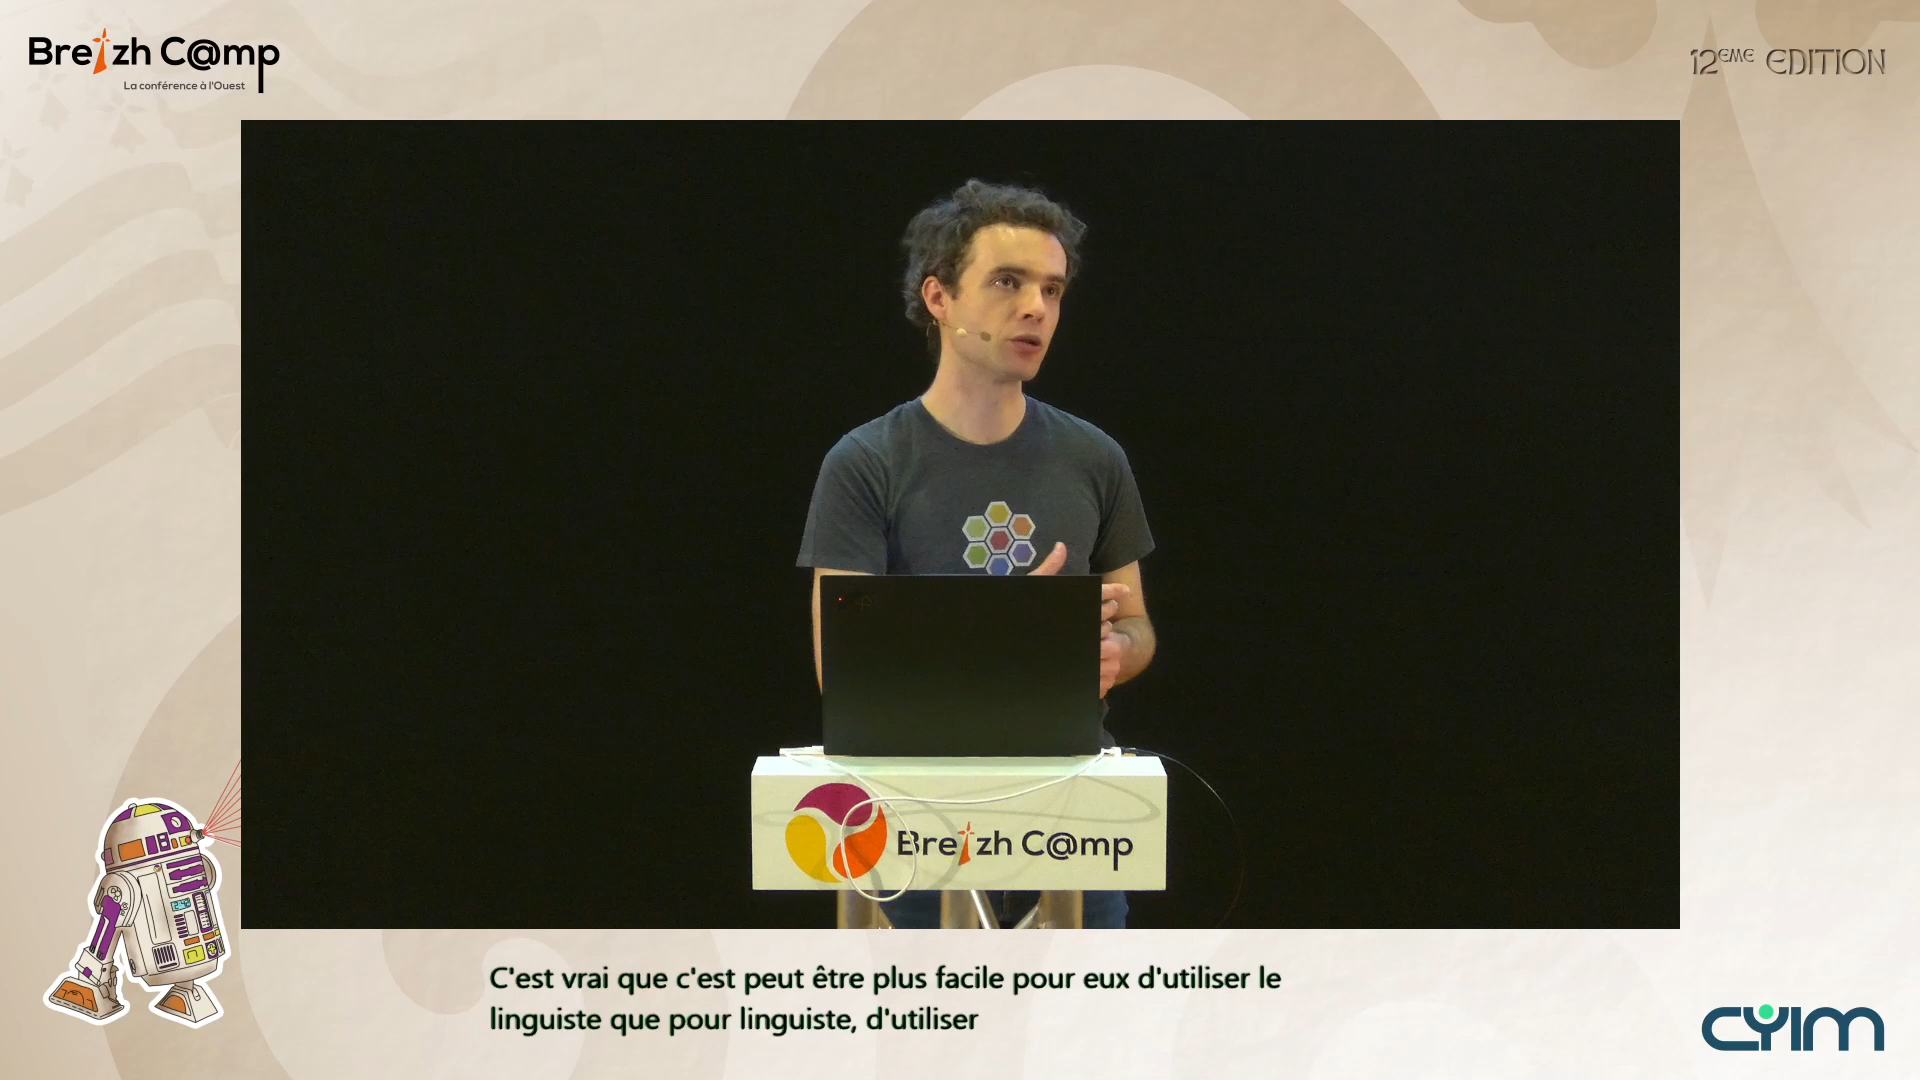 Breizh C@mp
La conférence à l'Ouest
12EME EDITION
Breizh C@mp
C'est vrai que c'est peut être plus facile pour eux d'utiliser le
linguiste que pour linguiste, d'utiliser
CYIM